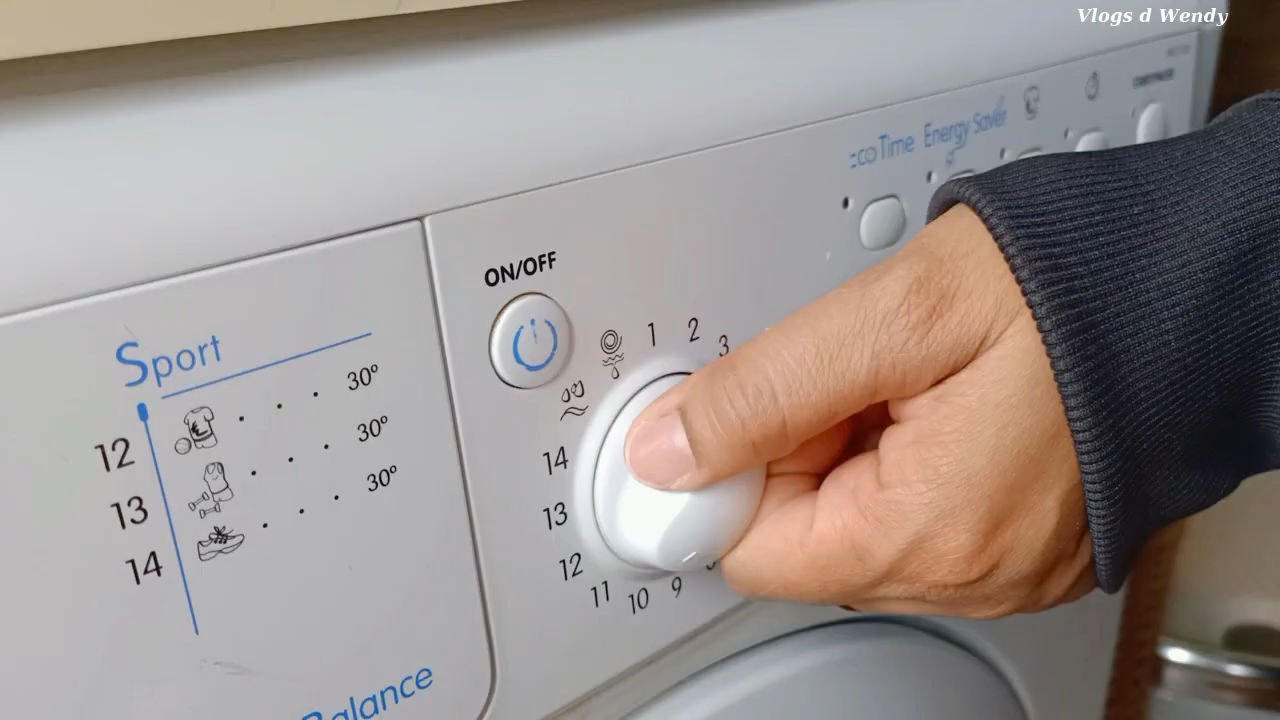 Vlogs d Wendy
ecoTime Energy Saver
ON/OFF
Sport
12 30°
13 30°
14 30°
1 2 3
14
13
12
11 10 9
Balance